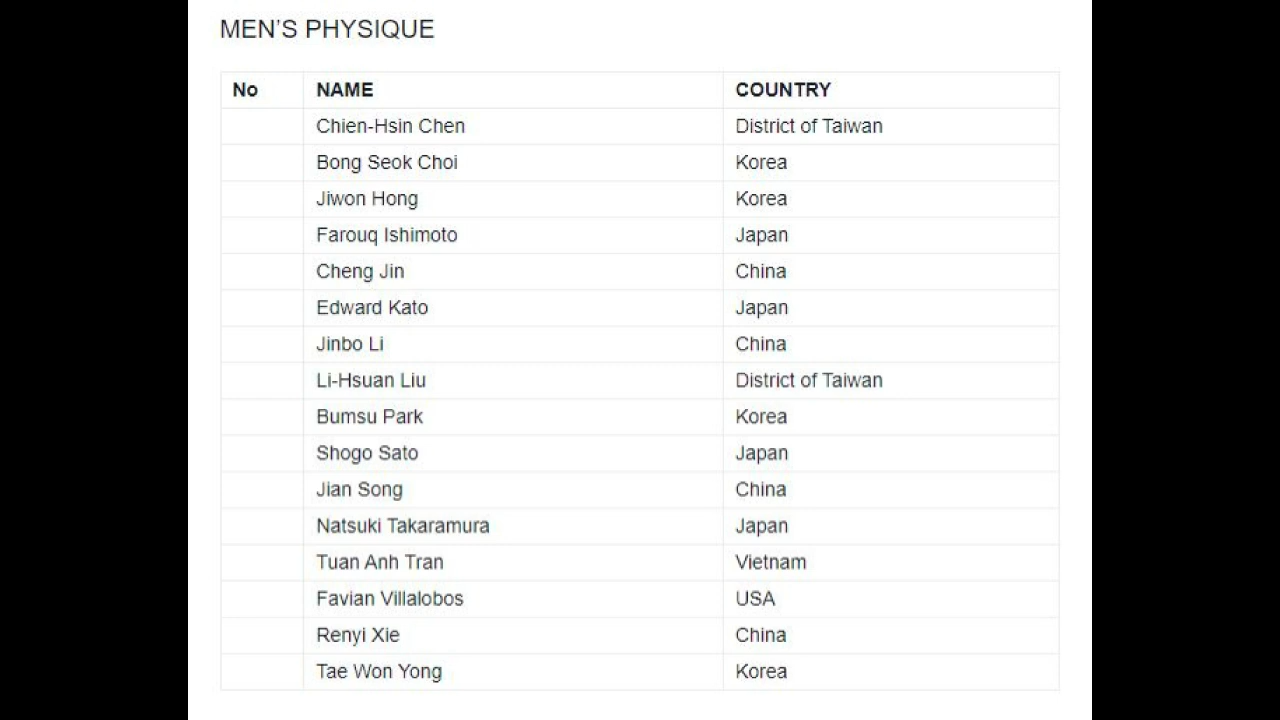 MEN’S PHYSIQUE
No NAME COUNTRY
Chien-Hsin Chen District of Taiwan
Bong Seok Choi Korea
Jiwon Hong Korea
Farouq Ishimoto Japan
Cheng Jin China
Edward Kato Japan
Jinbo Li China
Li-Hsuan Liu District of Taiwan
Bumsu Park Korea
Shogo Sato Japan
Jian Song China
Natsuki Takaramura Japan
Tuan Anh Tran Vietnam
Favian Villalobos USA
Renyi Xie China
Tae Won Yong Korea